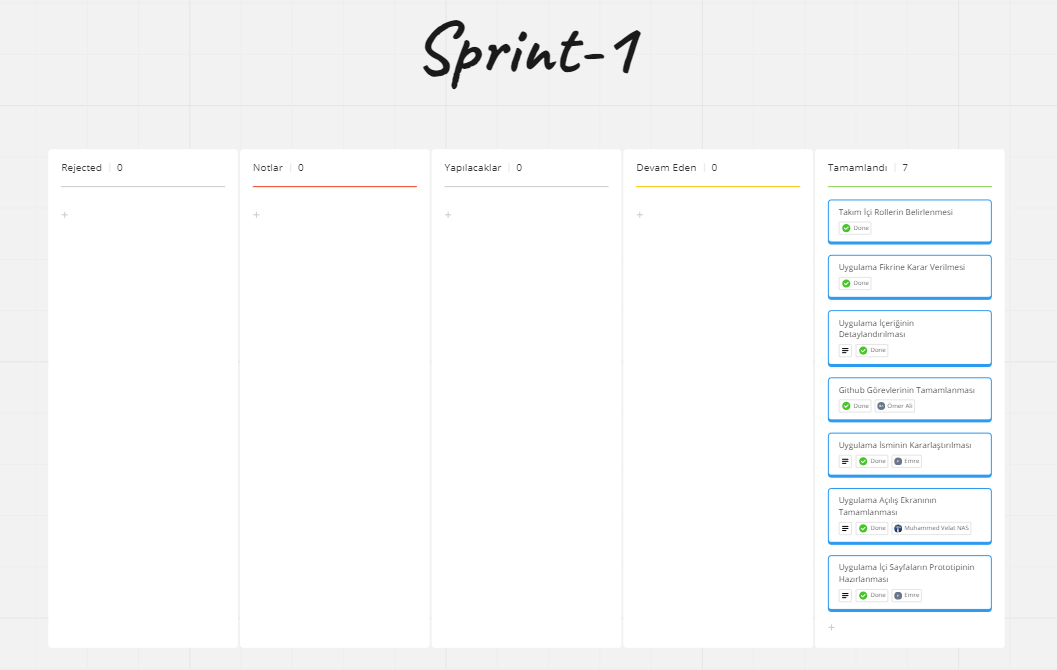 Sprint-1
Rejected | 0
Notlar | 0
Yapılacaklar | 0
Devam Eden | 0
Tamamlandı | 7
Takım İçi Rollerin Belirlenmesi
Done
Uygulama Fikrine Karar Verilmesi
Done
Uygulama İçeriğinin
Detaylandırılması
Done
Github Görevlerinin Tamamlanması
Done Ömer Ali
Uygulama İsminin Kararlaştırılması
Done Emre
Uygulama Açılış Ekranının
Tamamlanması
Done Muhammed Velat NAS
Uygulama İçi Sayfaların Prototipinin
Hazırlanması
Done Emre